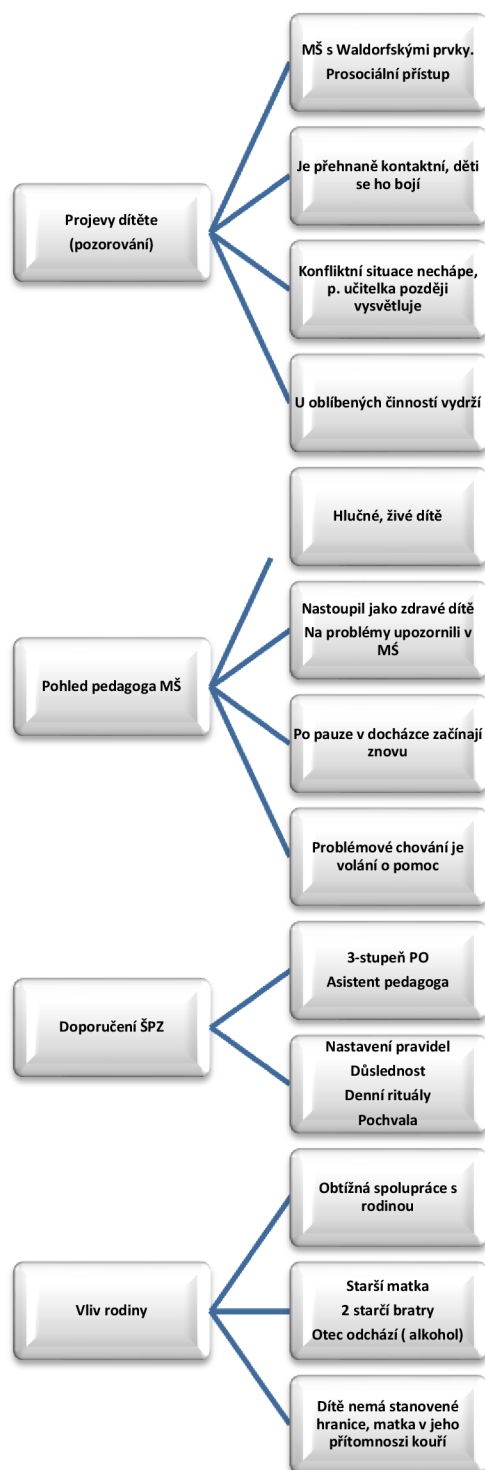 MŠ s Waldorfskými prvky.
Prosociální přístup
Je přehnaně kontaktní, děti
se ho bojí
Projevy dítěte
(pozorování)
Konfliktní situace nechápe,
p. učitelka později
vysvětluje
U oblíbených činností vydrží
Hlučné, živé dítě
Nastoupil jako zdravé dítě
Na problémy upozornili v
MŚ
Pohled pedagoga MŠ
Po pauze v docházce začínají
znovu
Problémové chování je
volání o pomoc
3-stupeň PO
Asistent pedagoga
Doporučení ŠPZ
Nastavení pravidel
Důslednost
Denní rituály
Pochvala
Obtížná spolupráce s
rodinou
Vliv rodiny
Starší matka
2 starčí bratry
Otec odchází ( alkohol)
Dítě nemá stanovené
hranice, matka v jeho
přítomnoszi kouří